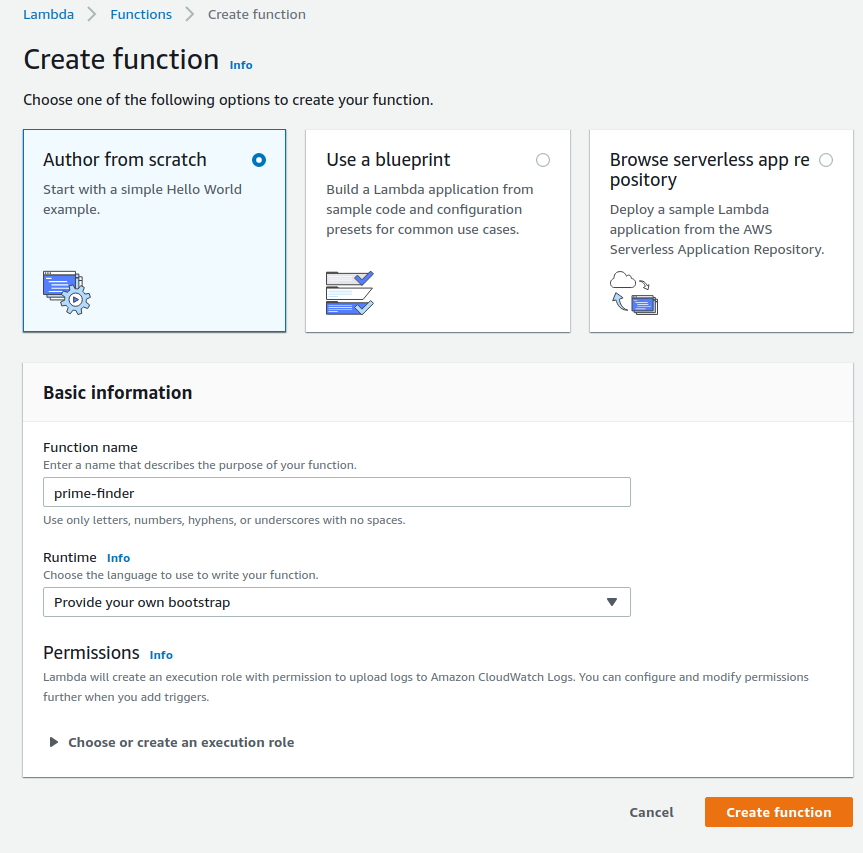 Lambda > Functions > Create function
Create function Info
Choose one of the following options to create your function.
Author from scratch
Start with a simple Hello World
example.
Use a blueprint
Build a Lambda application from
sample code and configuration
presets for common use cases.
Browse serverless app re
pository
Deploy a sample Lambda
application from the AWS
Serverless Application Repository.
Basic information
Function name
Enter a name that describes the purpose of your function.
prime-finder
Use only letters, numbers, hyphens, or underscores with no spaces.
Runtime Info
Choose the language to use to write your function.
Provide your own bootstrap
Permissions Info
Lambda will create an execution role with permission to upload logs to Amazon CloudWatch Logs. You can configure and modify permissions
further when you add triggers.
Choose or create an execution role
Cancel Create function